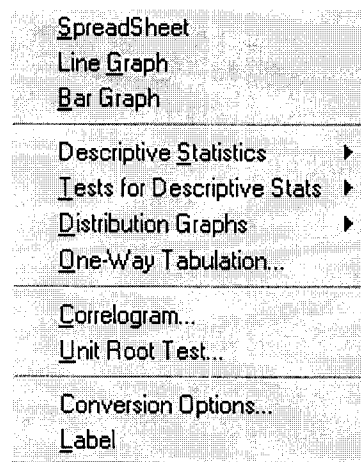 SpreadSheet
Line Graph
Bar Graph
Descriptive Statistics
Tests for Descriptive Stats
Distribution Graphs
One-Way Tabulation...
Correlogram...
Unit Root Test...
Conversion Options...
Label